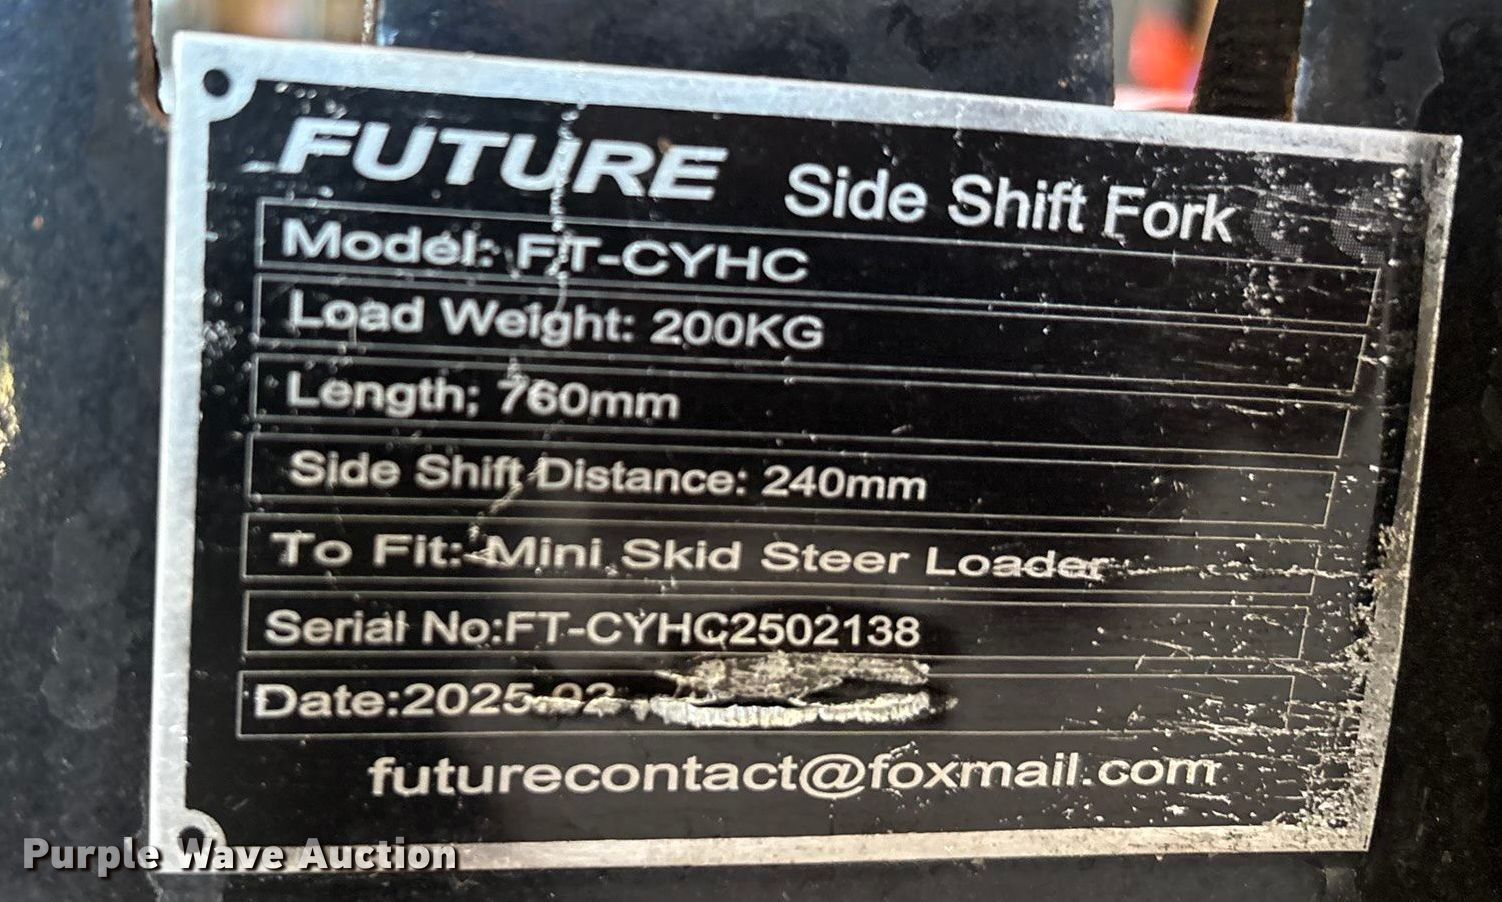 FUTURE Side Shift Fork
Model: FT-CYHC
Load Weight: 200KG
Length: 760mm
Side Shift Distance: 240mm
To Fit: Mini Skid Steer Loader
Serial No:FT-CYHC2502138
Date:2025.02
futurecontact@foxmail.com
Purple Wave Auction